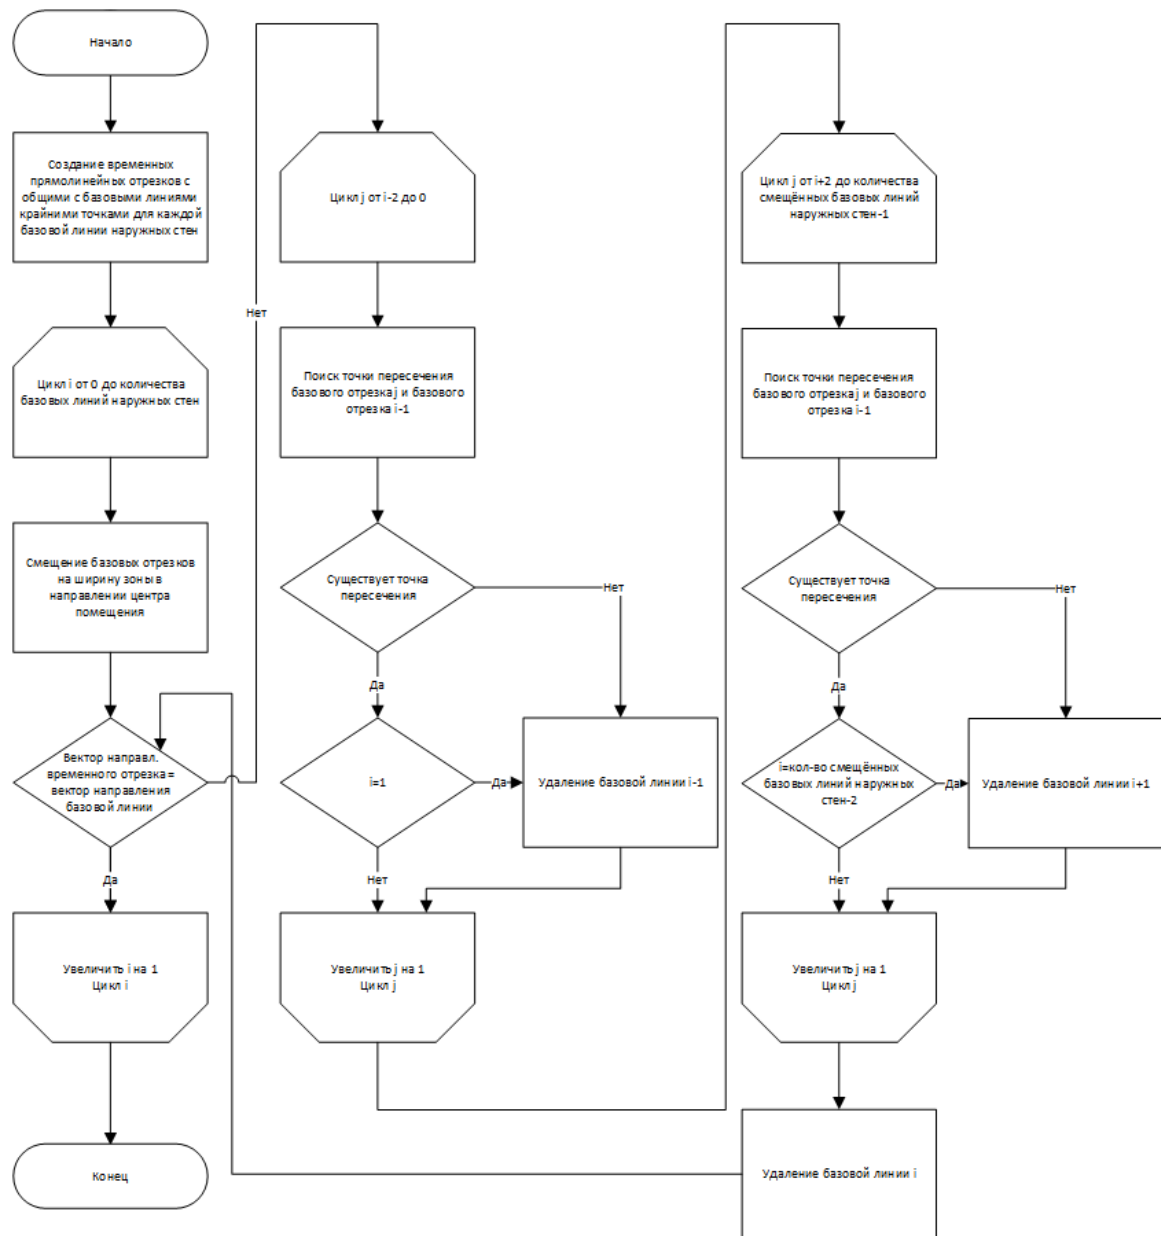 Начало
Создание временных
прямолинейных отрезков с
общими с базовыми линиями
крайними точками для каждой
базовой линии наружных стен
Цикл i от 0 до количества
базовых линий наружных стен
Смещение базовых отрезков
на ширину зоны в
направлении центра
помещения
Вектор направл.
временного отрезка=
вектор направления
базовой линии
Да
Нет
Увеличить i на 1
Цикл i
Конец
Цикл j от i-2 до 0
Поиск точки пересечения
базового отрезка j и базового
отрезка i-1
Существует точка
пересечения
Нет
Да
i=1
Да
Удаление базовой линии i-1
Нет
Увеличить j на 1
Цикл j
Цикл j от i+2 до количества
смещённых базовых линий
наружных стен-1
Поиск точки пересечения
базового отрезка j и базового
отрезка i-1
Существует точка
пересечения
Нет
Да
i=кол-во смещённых
базовых линий наружных
стен-2
Да
Удаление базовой линии i+1
Нет
Увеличить j на 1
Цикл j
Удаление базовой линии i